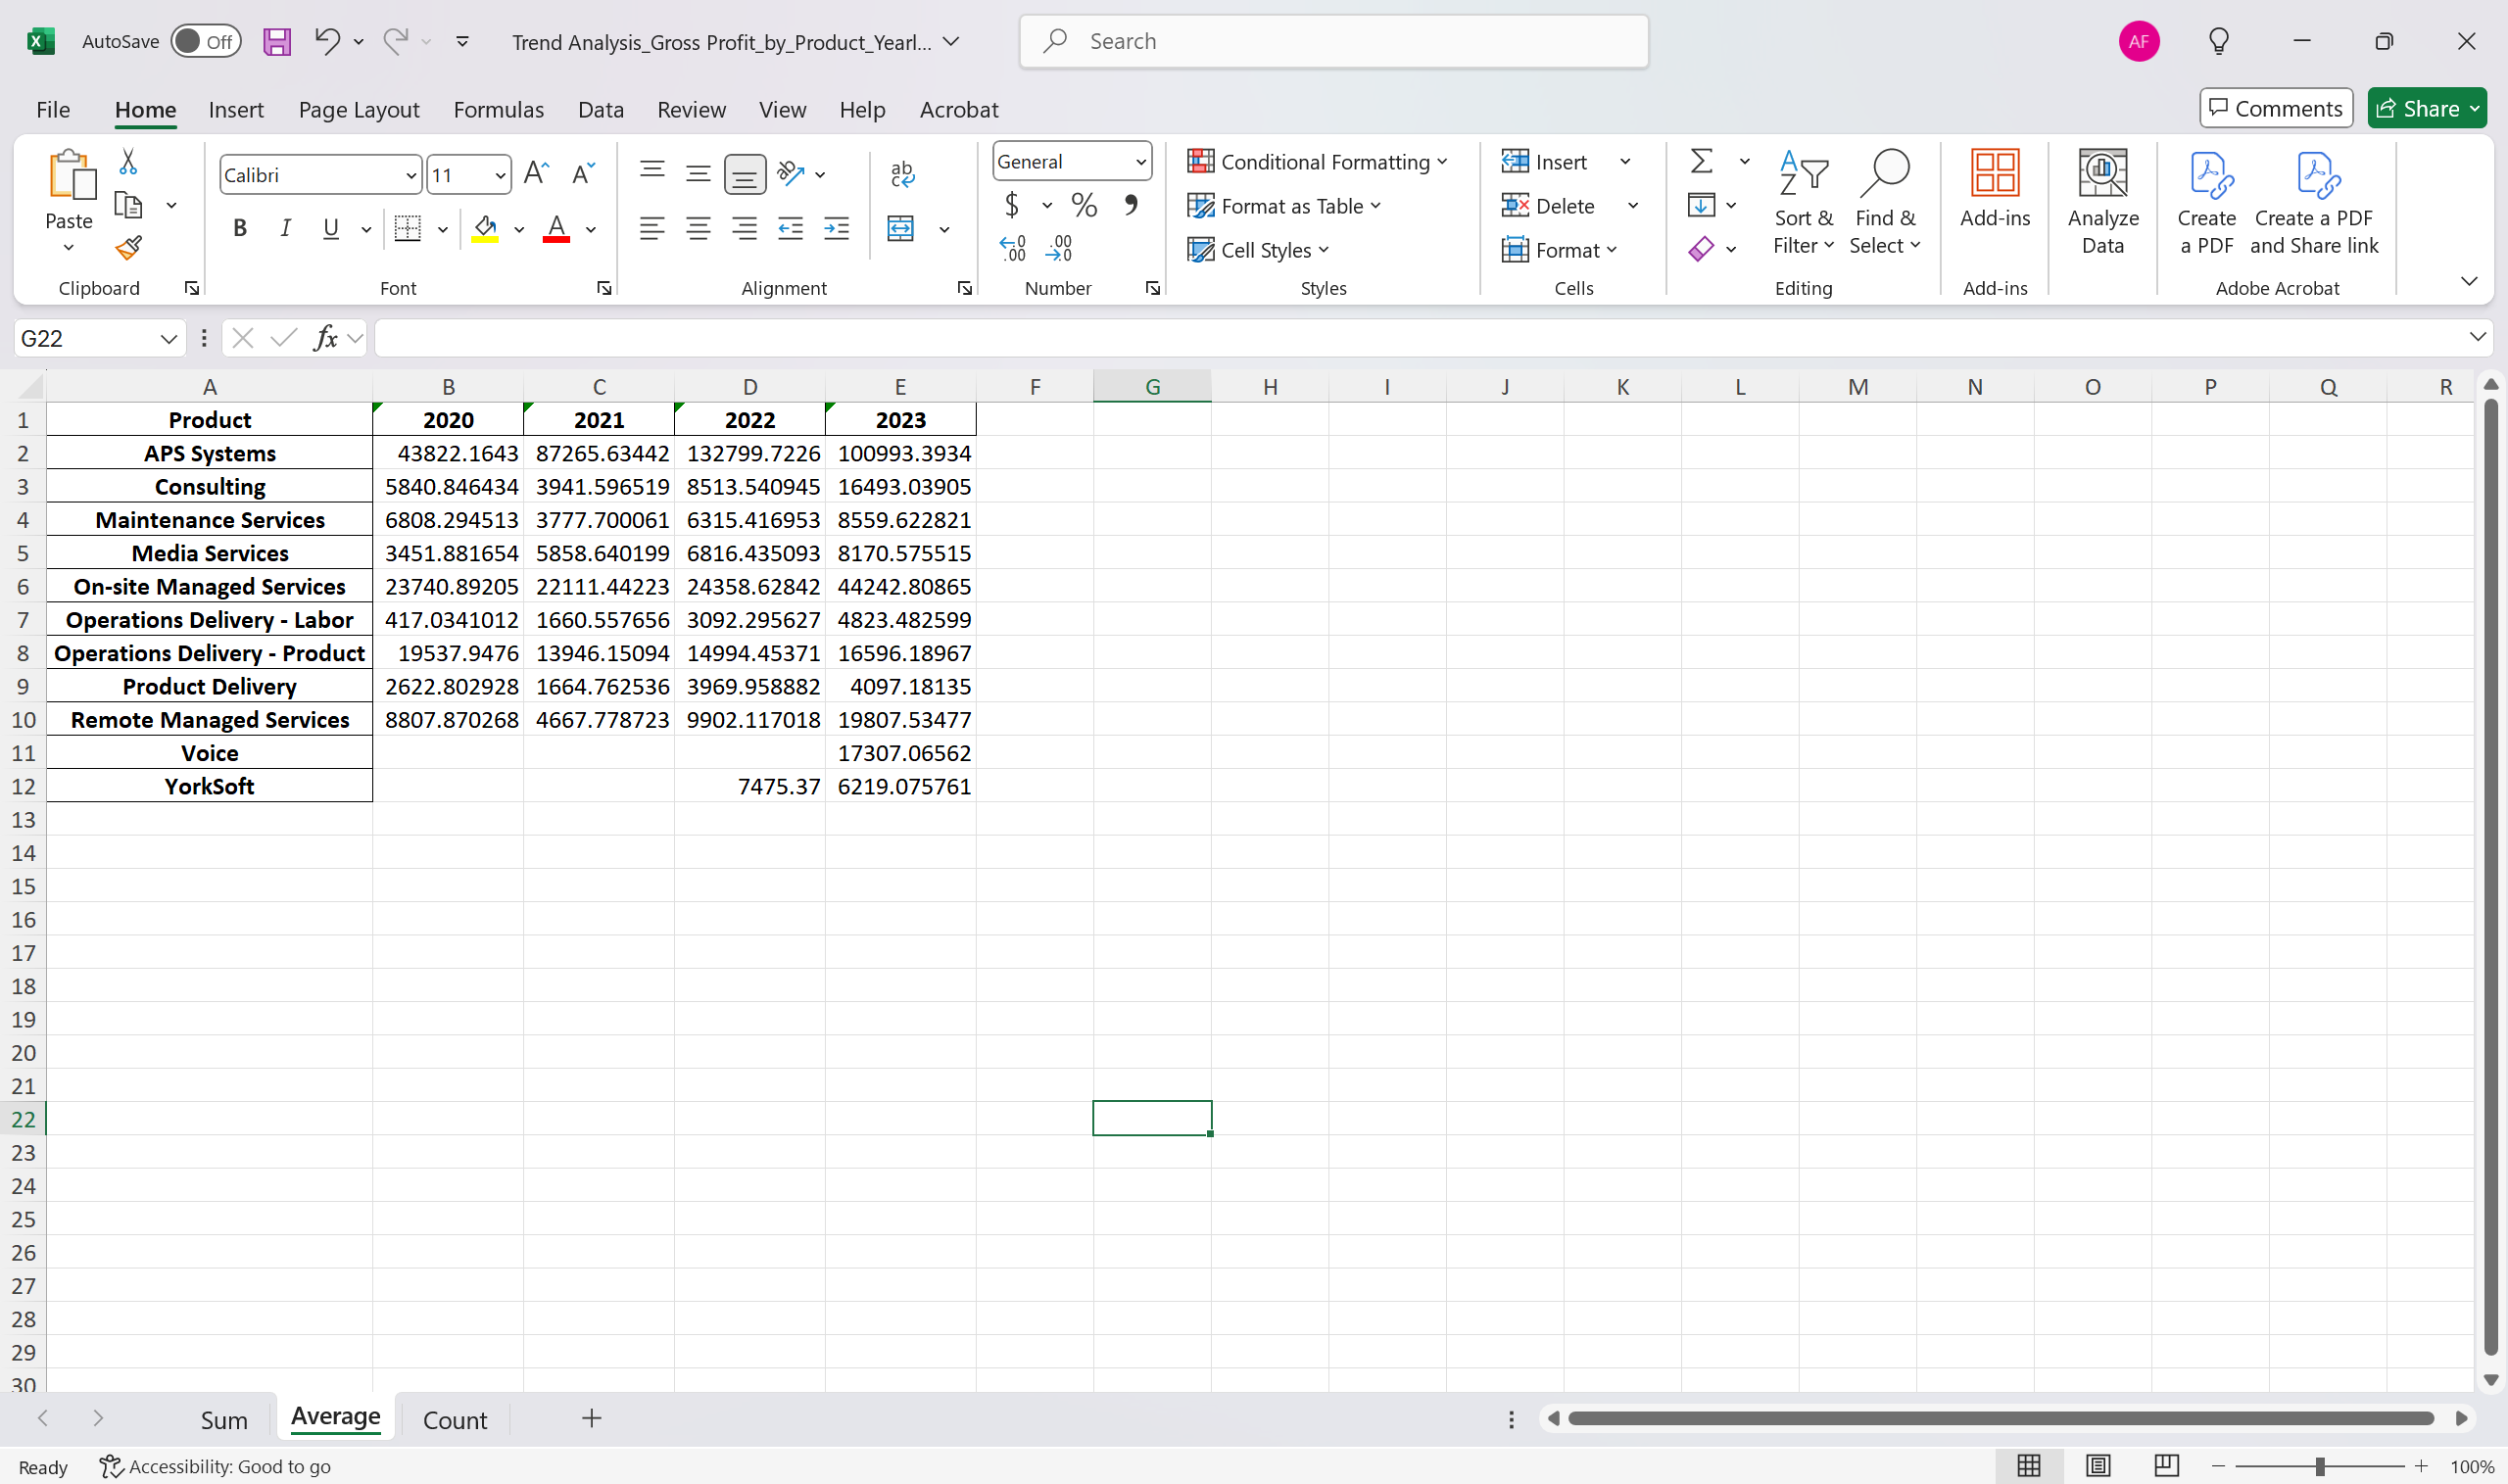 AutoSave Off Trend Analysis_Gross Profit_by_Product_Yearl... Search AF
File Home Insert Page Layout Formulas Data Review View Help Acrobat Comments Share
Paste Calibri 11 General Conditional Formatting Format as Table Cell Styles Insert Delete Format Sort & Filter Find & Select Add-ins Analyze Data Create a PDF Create a PDF and Share link
Clipboard Font Alignment Number Styles Cells Editing Add-ins Adobe Acrobat
G22 fx
A B C D E F G H I J K L M N O P Q R
1 Product 2020 2021 2022 2023
2 APS Systems 43822.1643 87265.63442 132799.7226 100993.3934
3 Consulting 5840.846434 3941.596519 8513.540945 16493.03905
4 Maintenance Services 6808.294513 3777.700061 6315.416953 8559.622821
5 Media Services 3451.881654 5858.640199 6816.435093 8170.575515
6 On-site Managed Services 23740.89205 22111.44223 24358.62842 44242.80865
7 Operations Delivery - Labor 417.0341012 1660.557656 3092.295627 4823.482599
8 Operations Delivery - Product 19537.9476 13946.15094 14994.45371 16596.18967
9 Product Delivery 2622.802928 1664.762536 3969.958882 4097.18135
10 Remote Managed Services 8807.870268 4667.778723 9902.117018 19807.53477
11 Voice 17307.06562
12 YorkSoft 7475.37 6219.075761
13
14
15
16
17
18
19
20
21
22
23
24
25
26
27
28
29
30
Sum Average Count
Ready Accessibility: Good to go 100%